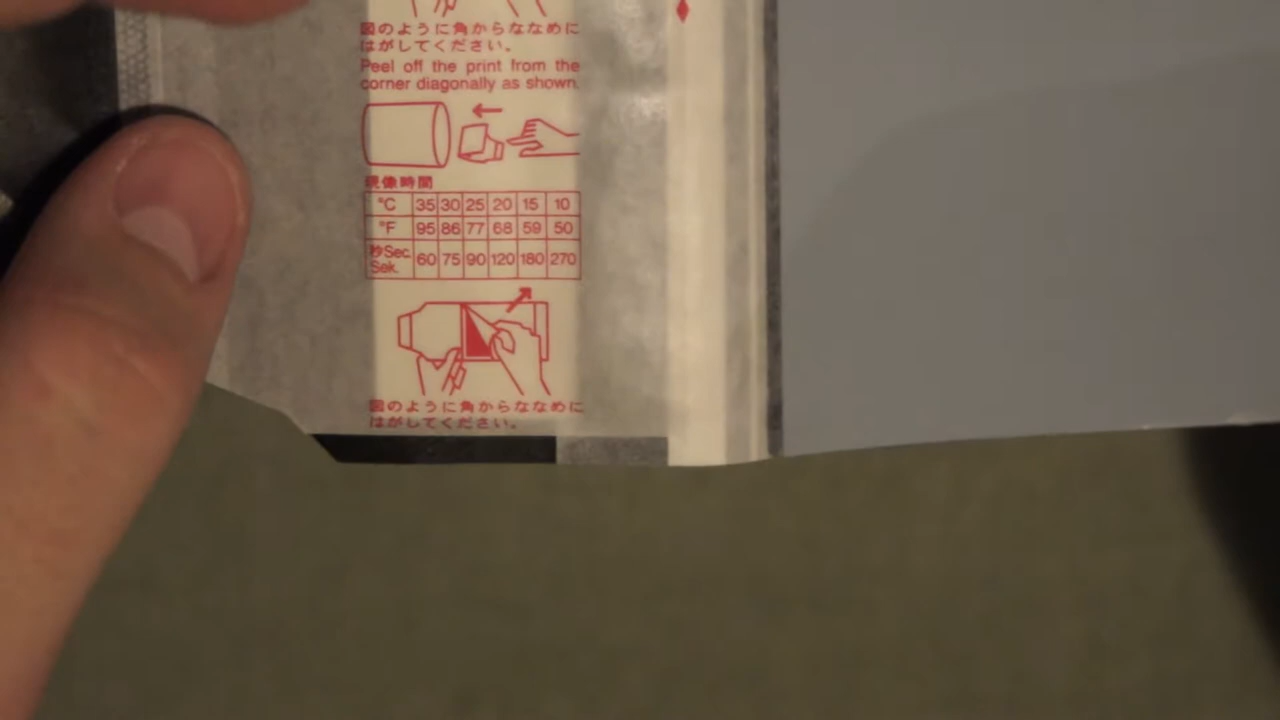 図のように角からななめに
はがしてください。
Peel off the print from the
corner diagonally as shown.
現像時間
°C 35 30 25 20 15 10
°F 95 86 77 68 59 50
秒Sec. 60 75 90 120 180 270
Sek.
図のように角からななめに
はがしてください。